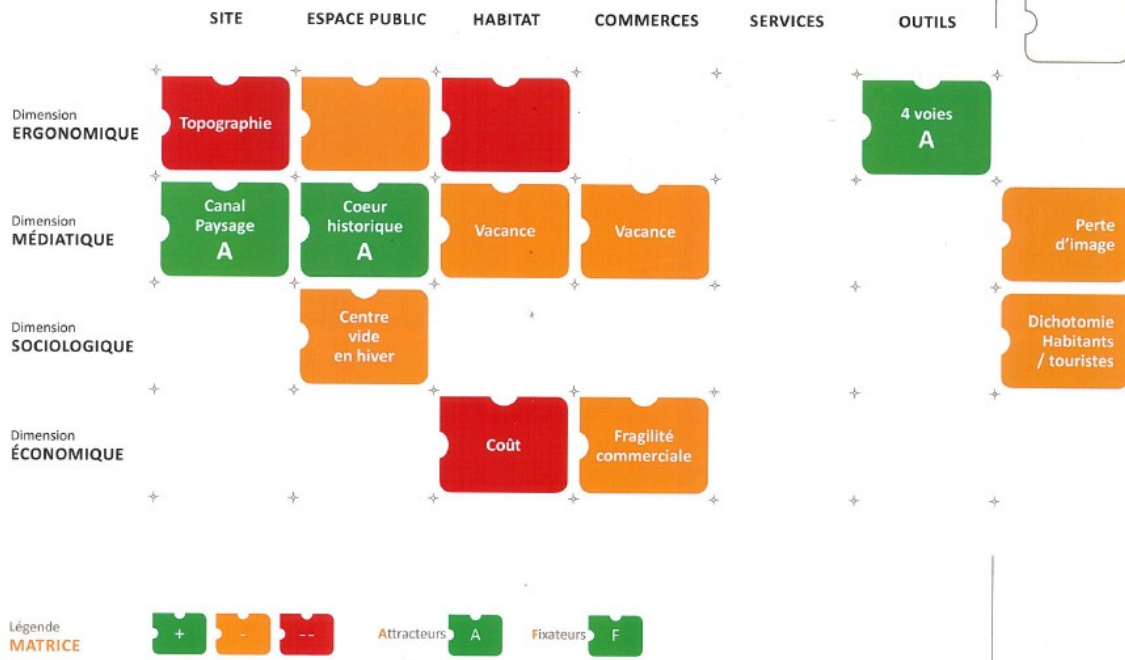 SITE ESPACE PUBLIC HABITAT COMMERCES SERVICES OUTILS
Dimension
ERGONOMIQUE
Topographie
4 voies
A
Dimension
MÉDIATIQUE
Canal
Paysage
A
Coeur
historique
A
Vacance
Vacance
Perte
d'image
Dimension
SOCIOLOGIQUE
Centre
vide
en hiver
Dichotomie
Habitants
/ touristes
Dimension
ÉCONOMIQUE
Coût
Fragilité
commerciale
Légende
MATRICE
+
-
--
Attracteurs A
Fixateurs F